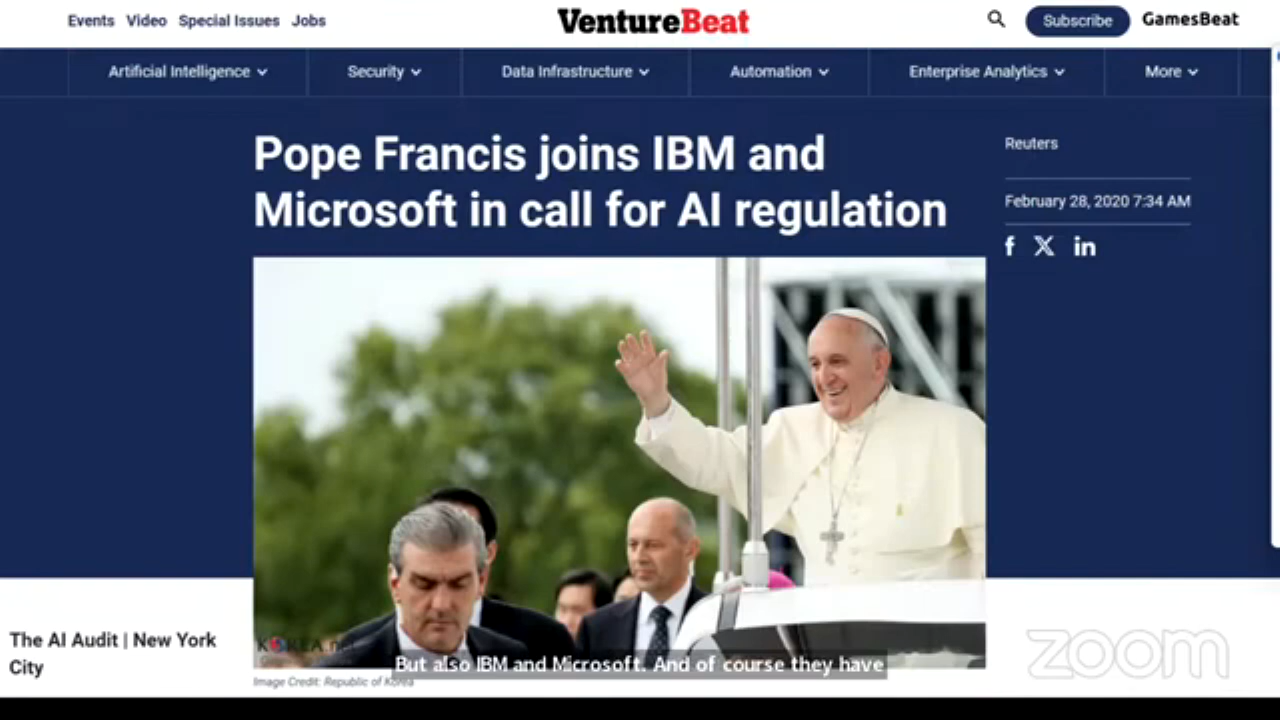 Events Video Special Issues Jobs
VentureBeat
Subscribe
GamesBeat
Artificial Intelligence
Security
Data Infrastructure
Automation
Enterprise Analytics
More
Pope Francis joins IBM and
Microsoft in call for AI regulation
Reuters
February 28, 2020 7:34 AM
The AI Audit | New York
City
KOREA.net
But also IBM and Microsoft. And of course they have
Image Credit: Republic of Korea
zoom